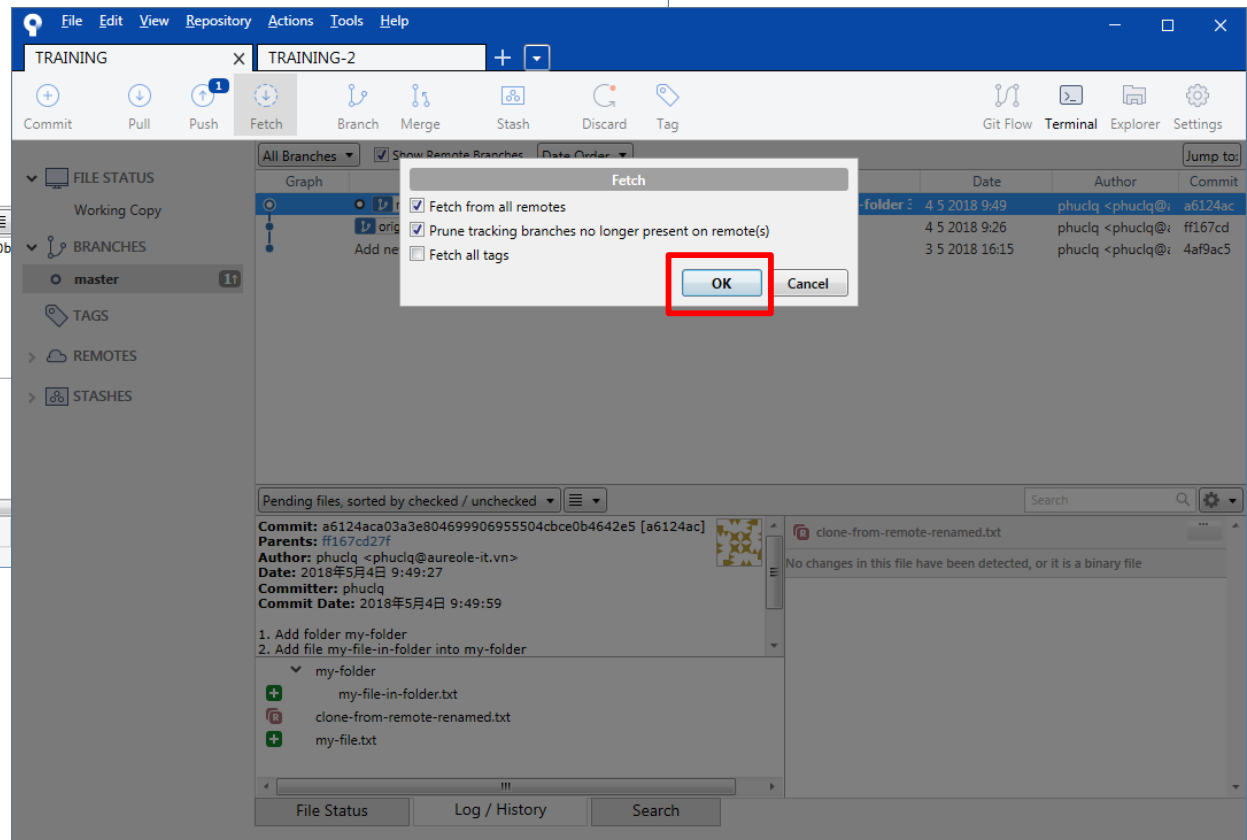 File Edit View Repository Actions Tools Help
TRAINING TRAINING-2
1
Commit Pull Push Fetch Branch Merge Stash Discard Tag Git Flow Terminal Explorer Settings
All Branches Show Remote Branches Date Order Jump to:
Graph Date Author Commit
Fetch
Fetch from all remotes
Prune tracking branches no longer present on remote(s)
Fetch all tags
OK Cancel
-folder 4 5 2018 9:49 phuclq <phuclq@ a6124ac
orig 4 5 2018 9:26 phuclq <phuclq@ ff167cd
Add ne 3 5 2018 16:15 phuclq <phuclq@ 4af9ac5
FILE STATUS
Working Copy
BRANCHES
master 1↑
TAGS
REMOTES
STASHES
Pending files, sorted by checked / unchecked Search
Commit: a6124aca03a3e804699906955504cbce0b4642e5 [a6124ac]
Parents: ff167cd27f
Author: phuclq <phuclq@aureole-it.vn>
Date: 2018年5月4日 9:49:27
Committer: phuclq
Commit Date: 2018年5月4日 9:49:59
1. Add folder my-folder
2. Add file my-file-in-folder into my-folder
my-folder
my-file-in-folder.txt
clone-from-remote-renamed.txt
my-file.txt
clone-from-remote-renamed.txt
No changes in this file have been detected, or it is a binary file
File Status Log / History Search